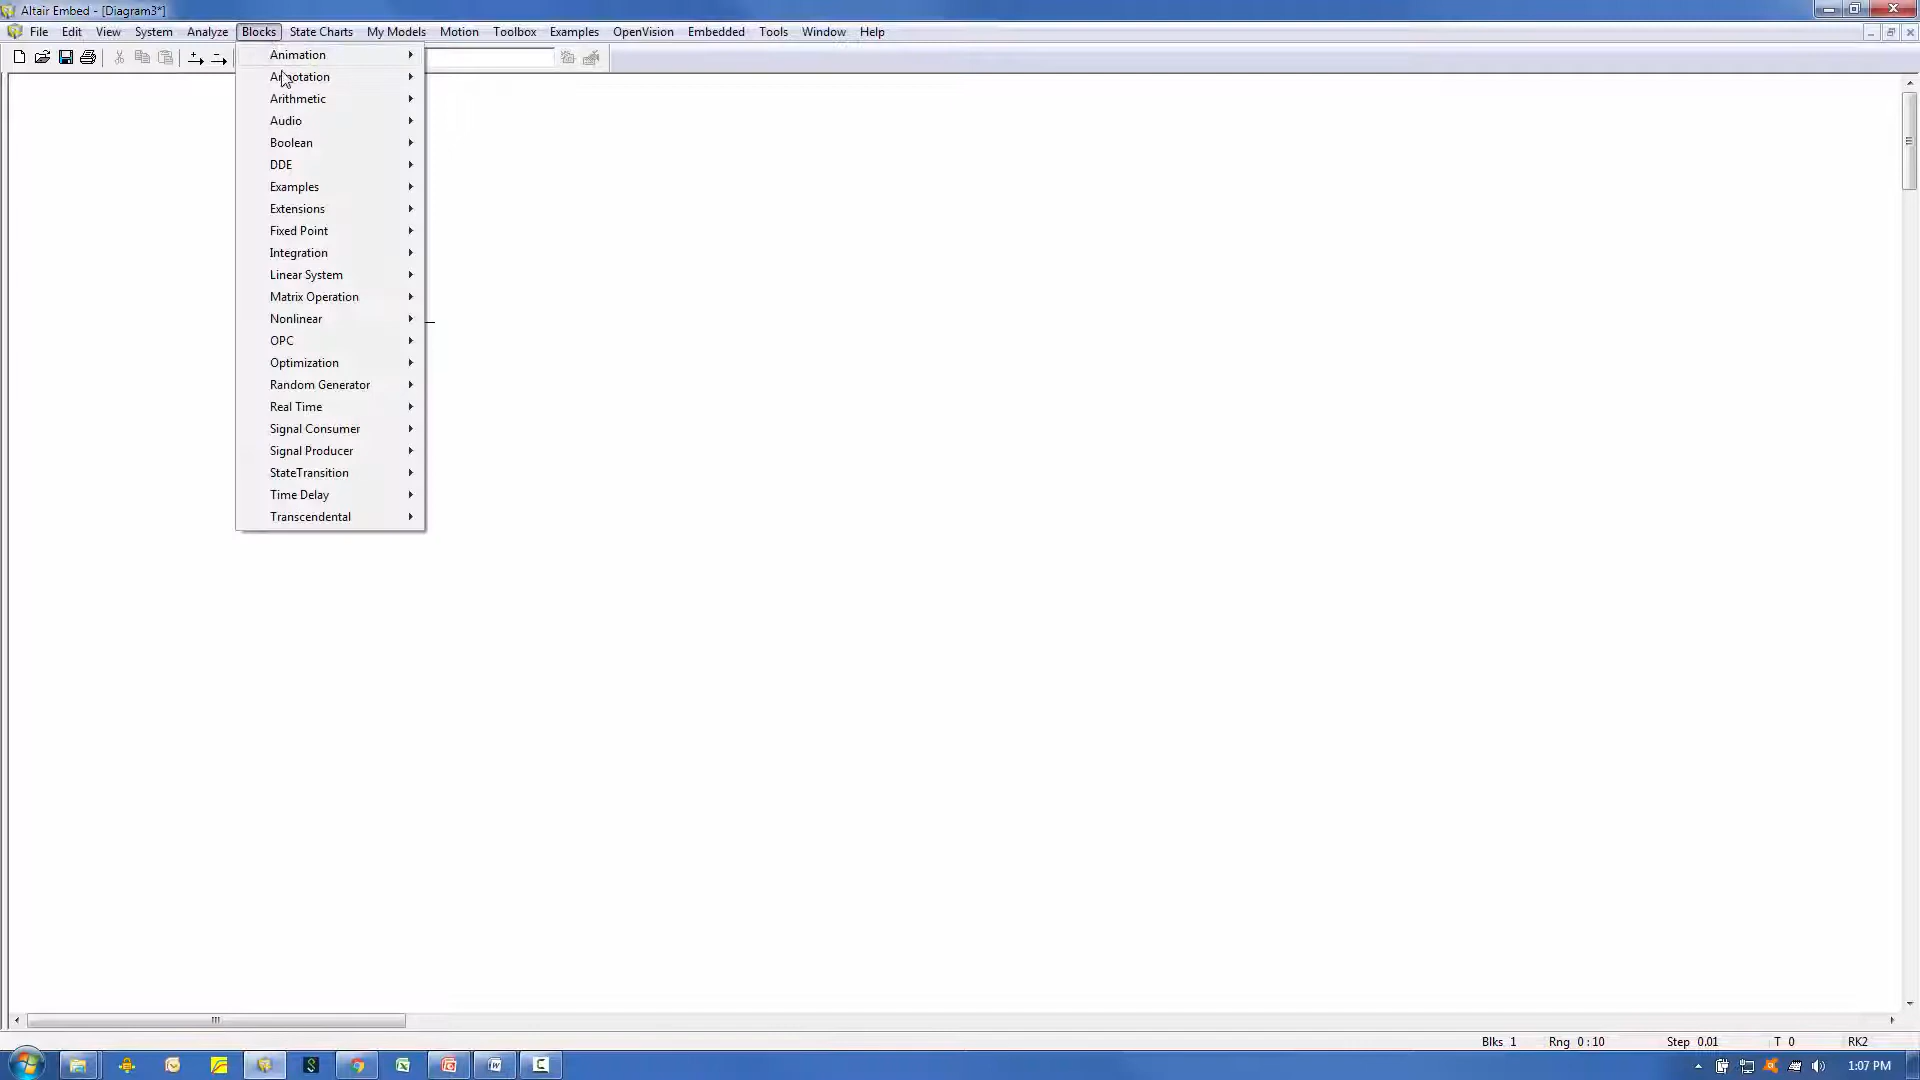 Altair Embed - [Diagram3*]
File Edit View System Analyze Blocks State Charts My Models Motion Toolbox Examples OpenVision Embedded Tools Window Help
Animation
Annotation
Arithmetic
Audio
Boolean
DDE
Examples
Extensions
Fixed Point
Integration
Linear System
Matrix Operation
Nonlinear
OPC
Optimization
Random Generator
Real Time
Signal Consumer
Signal Producer
StateTransition
Time Delay
Transcendental
Blks 1 Rng 0:10 Step 0.01 T 0 RK2
1:07 PM